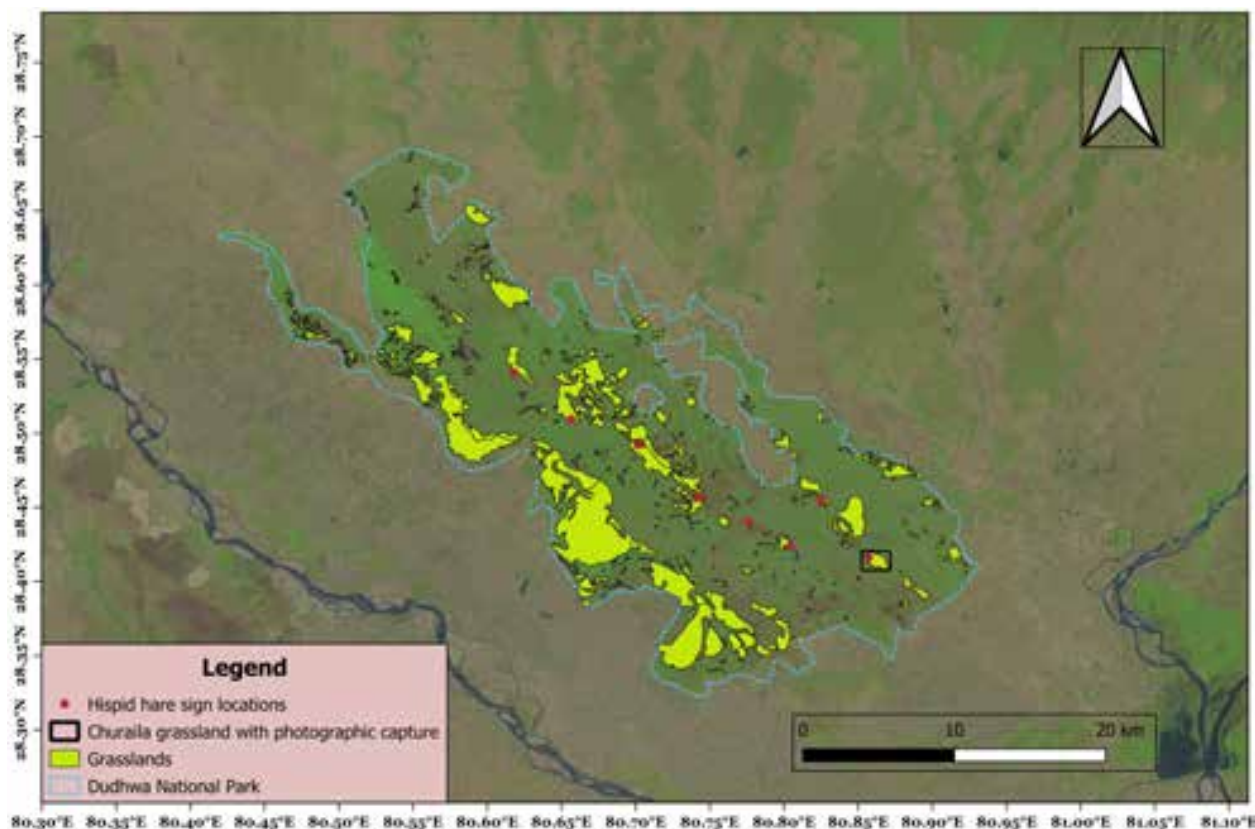 28.75°N
28.70°N
28.65°N
28.60°N
28.55°N
28.50°N
28.45°N
28.40°N
28.35°N
28.30°N
Legend
Hispid hare sign locations
Churaila grassland with photographic capture
Grasslands
Dudhwa National Park
0 10 20 km
80.30°E 80.35°E 80.40°E 80.45°E 80.50°E 80.55°E 80.60°E 80.65°E 80.70°E 80.75°E 80.80°E 80.85°E 80.90°E 80.95°E 81.00°E 81.05°E 81.10°E